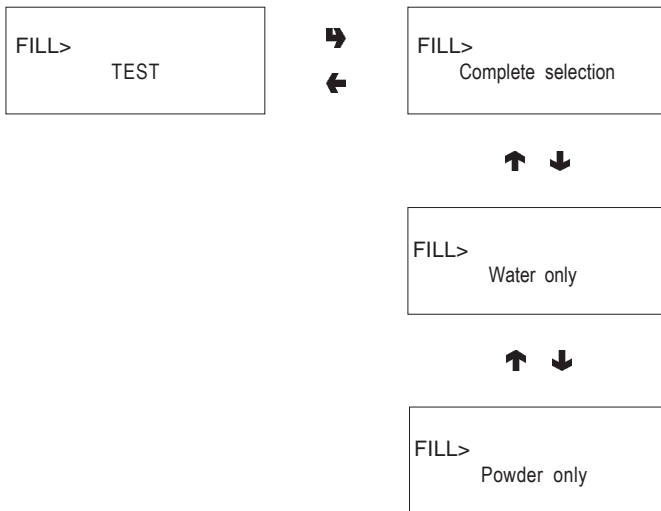 FILL>
TEST
FILL>
Complete selection
FILL>
Water only
FILL>
Powder only